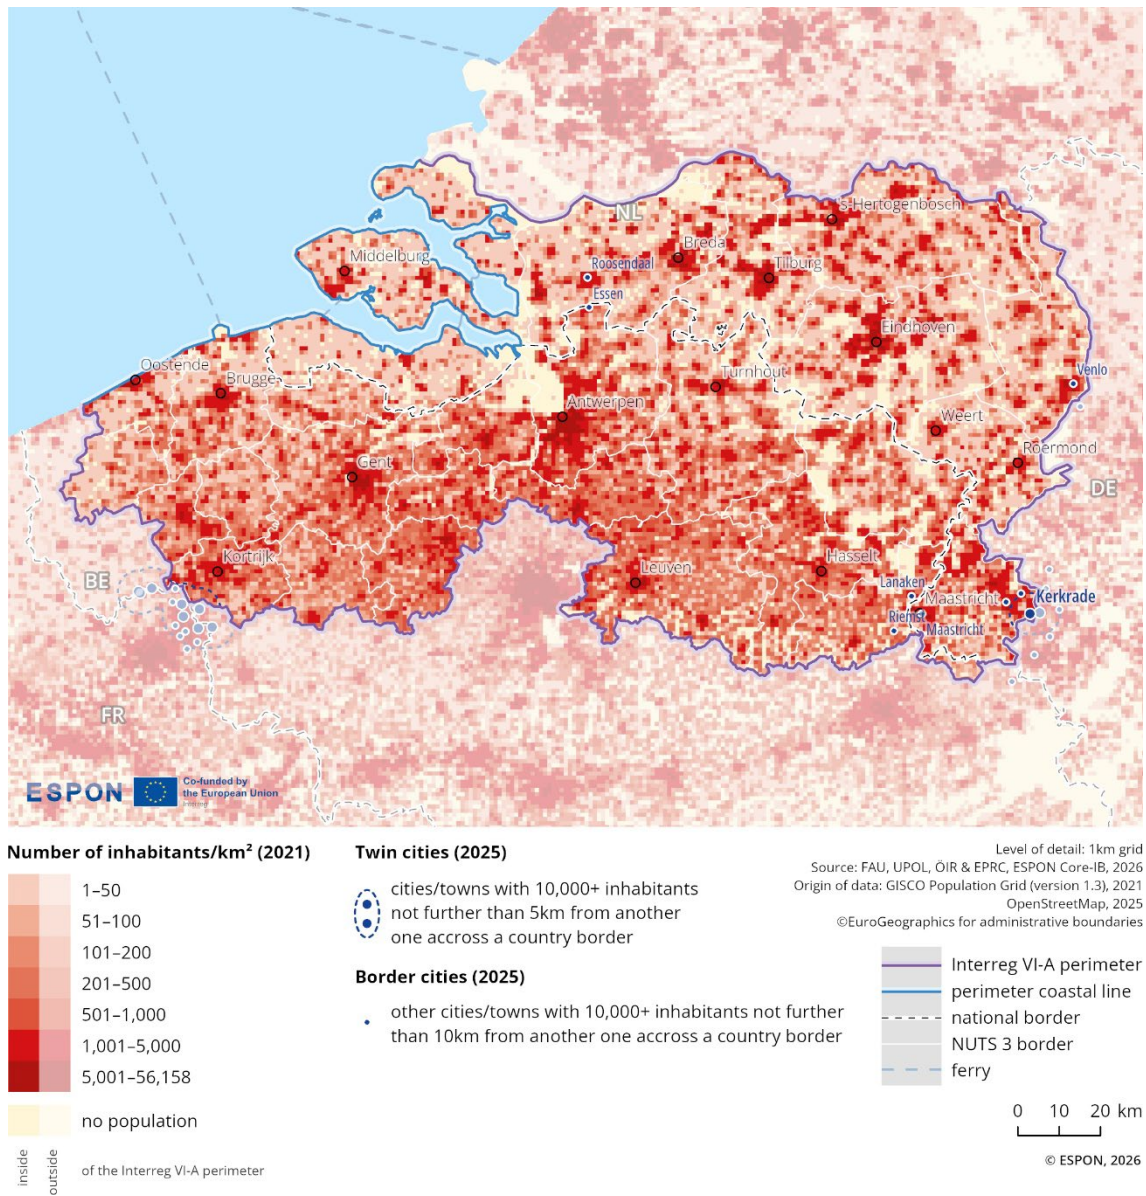 NL
's-Hertogenbosch
Middelburg
Breda
Roosendaal
Tilburg
Essen
Eindhoven
Oostende
Brugge
Turnhout
Venlo
Antwerpen
Weert
Gent
Roermond
DE
Kortrijk
Hasselt
Leuven
BE
Lanaken
Maastricht
Kerkrade
Riemst
Maastricht
FR
ESPON
Co-funded by
the European Union
Interreg
Number of inhabitants/km² (2021)
1–50
51–100
101–200
201–500
501–1,000
1,001–5,000
5,001–56,158
no population
inside
outside
of the Interreg VI-A perimeter
Twin cities (2025)
cities/towns with 10,000+ inhabitants
not further than 5km from another
one accross a country border
Border cities (2025)
other cities/towns with 10,000+ inhabitants not further
than 10km from another one accross a country border
Level of detail: 1km grid
Source: FAU, UPOL, ÖIR & EPRC, ESPON Core-IB, 2026
Origin of data: GISCO Population Grid (version 1.3), 2021
OpenStreetMap, 2025
©EuroGeographics for administrative boundaries
Interreg VI-A perimeter
perimeter coastal line
national border
NUTS 3 border
ferry
0 10 20 km
© ESPON, 2026